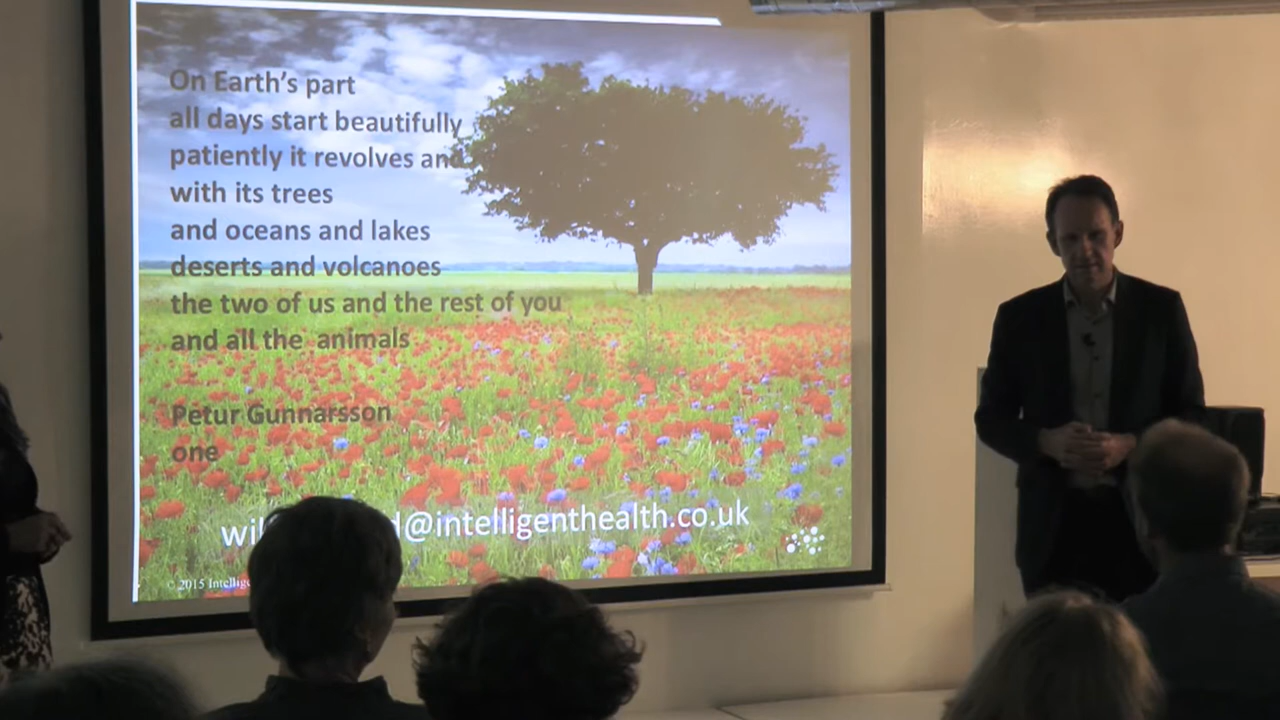 On Earth's part
all days start beautifully
patiently it revolves and
with its trees
and oceans and lakes
deserts and volcanoes
the two of us and the rest of you
and all the animals
Petur Gunnarsson
one
@intelligenthealth.co.uk
© 2015